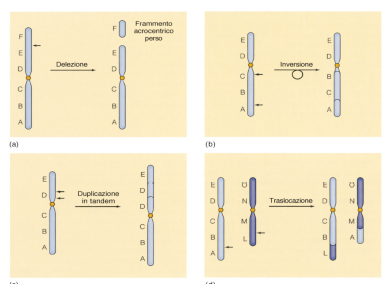 F
E
D
C
B
A
Delezione
F
Frammento
acrocentrico
perso
E
D
C
B
A
(a)
E
D
C
B
A
Inversione
E
D
B
C
A
(b)
E
D
C
B
A
Duplicazione
in tandem
E
D
D
C
B
A
E
D
C
B
A
N
M
L
Traslocazione
E
D
C
B
L
N
M
A